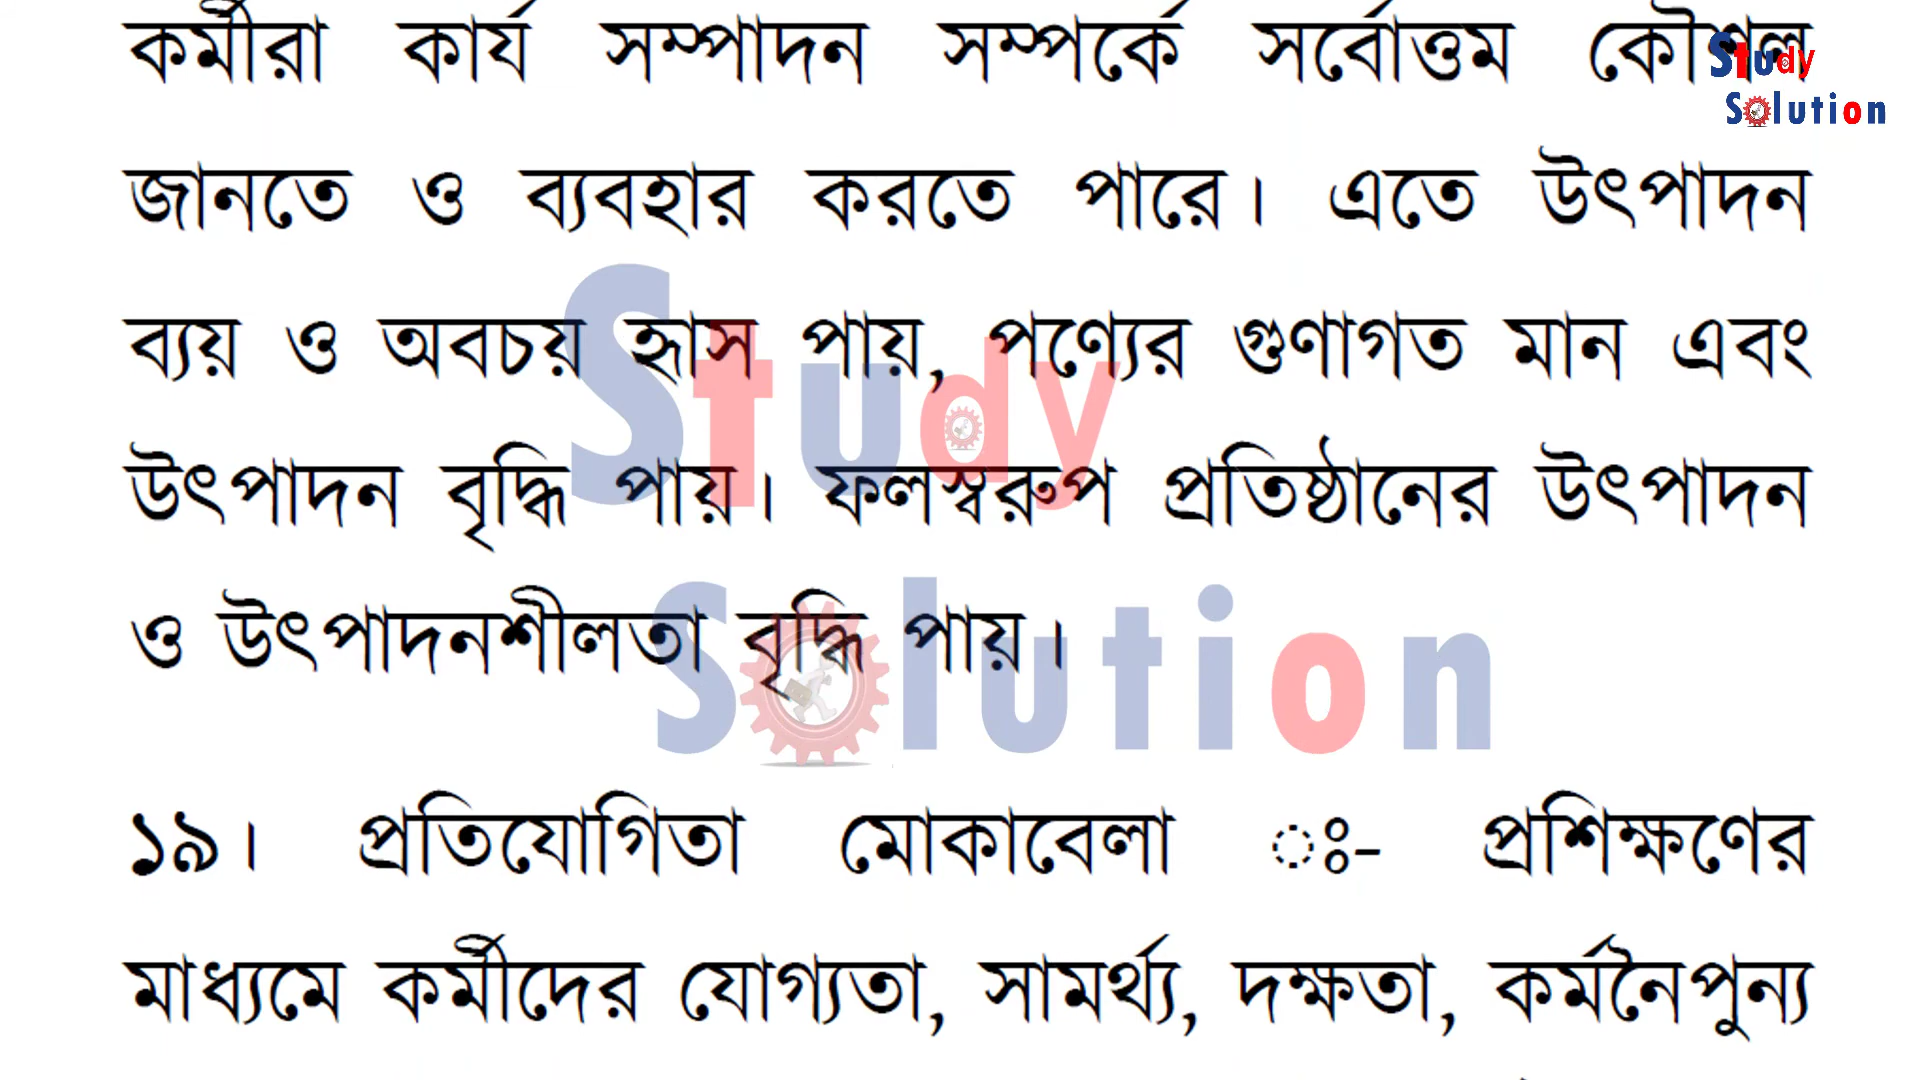 কর্মীরা কার্য সম্পাদন সম্পর্কে সর্বোত্তম কৌশল
Study
Solution
জানতে ও ব্যবহার করতে পারে। এতে উৎপাদন
ব্যয় ও অবচয় হ্রাস পায়, পণ্যের গুণাগত মান এবং
Study
উৎপাদন বৃদ্ধি পায়। ফলস্বরুপ প্রতিষ্ঠানের উৎপাদন
ও উৎপাদনশীলতা বৃদ্ধি পায়।
Solution
১৯। প্রতিযোগিতা মোকাবেলা ঃ- প্রশিক্ষণের
মাধ্যমে কর্মীদের যোগ্যতা, সামর্থ্য, দক্ষতা, কর্মনৈপুন্য